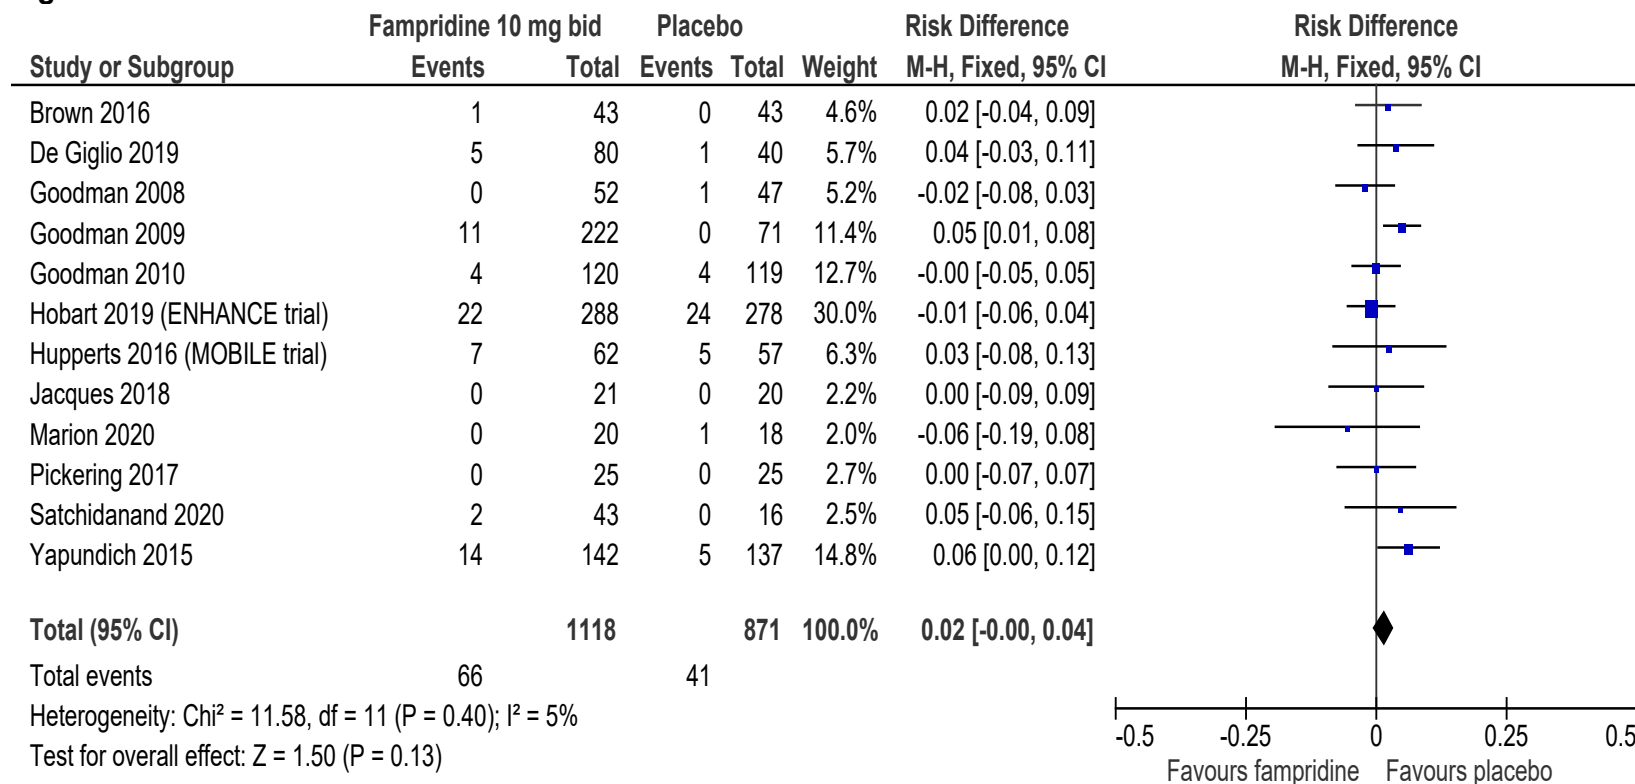 Fampridine 10 mg bid Placebo Risk Difference Risk Difference
Study or Subgroup Events Total Events Total Weight M-H, Fixed, 95% CI M-H, Fixed, 95% CI
Brown 2016 1 43 0 43 4.6% 0.02 [-0.04, 0.09]
De Giglio 2019 5 80 1 40 5.7% 0.04 [-0.03, 0.11]
Goodman 2008 0 52 1 47 5.2% -0.02 [-0.08, 0.03]
Goodman 2009 11 222 0 71 11.4% 0.05 [0.01, 0.08]
Goodman 2010 4 120 4 119 12.7% -0.00 [-0.05, 0.05]
Hobart 2019 (ENHANCE trial) 22 288 24 278 30.0% -0.01 [-0.06, 0.04]
Hupperts 2016 (MOBILE trial) 7 62 5 57 6.3% 0.03 [-0.08, 0.13]
Jacques 2018 0 21 0 20 2.2% 0.00 [-0.09, 0.09]
Marion 2020 0 20 1 18 2.0% -0.06 [-0.19, 0.08]
Pickering 2017 0 25 0 25 2.7% 0.00 [-0.07, 0.07]
Satchidanand 2020 2 43 0 16 2.5% 0.05 [-0.06, 0.15]
Yapundich 2015 14 142 5 137 14.8% 0.06 [0.00, 0.12]
Total (95% CI) 1118 871 100.0% 0.02 [-0.00, 0.04]
Total events 66 41
Heterogeneity: Chi² = 11.58, df = 11 (P = 0.40); I² = 5%
Test for overall effect: Z = 1.50 (P = 0.13)
-0.5 -0.25 0 0.25 0.5
Favours fampridine Favours placebo